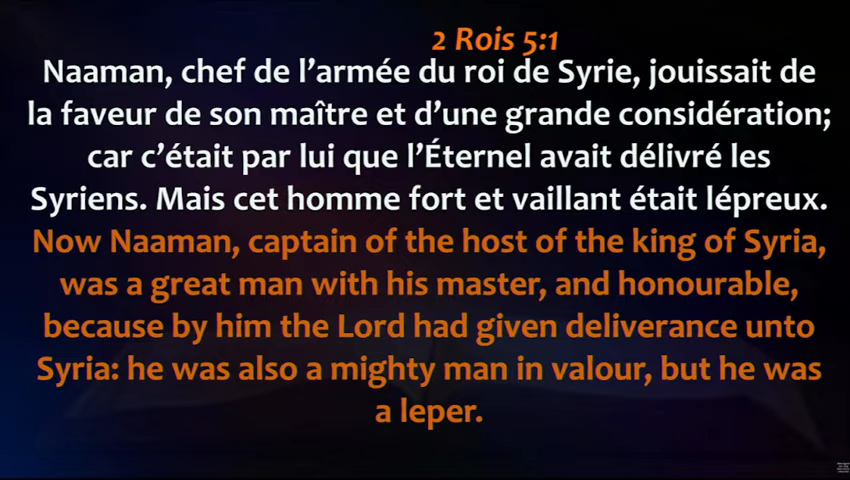 2 Rois 5:1
Naaman, chef de l’armée du roi de Syrie, jouissait de
la faveur de son maître et d’une grande considération;
car c’était par lui que l’Éternel avait délivré les
Syriens. Mais cet homme fort et vaillant était lépreux.
Now Naaman, captain of the host of the king of Syria,
was a great man with his master, and honourable,
because by him the Lord had given deliverance unto
Syria: he was also a mighty man in valour, but he was
a leper.